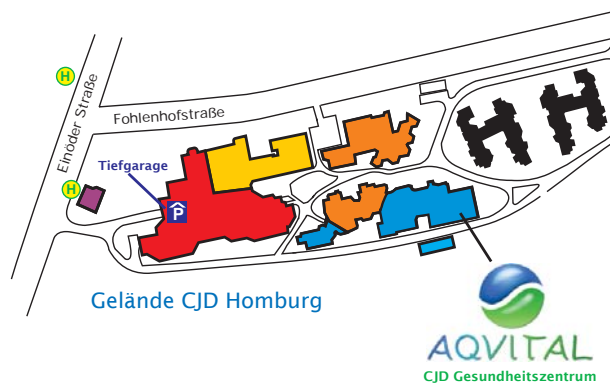 H
Einöder Straße
Fohlenhofstraße
Tiefgarage
H
P
Gelände CJD Homburg
AQVITAL
CJD Gesundheitszentrum